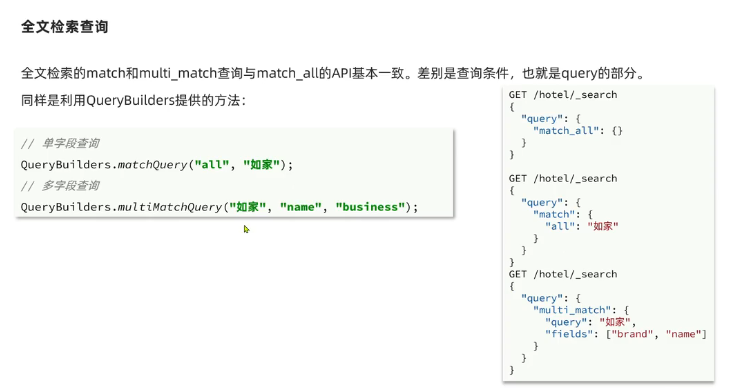 全文检索查询
全文检索的match和multi_match查询与match_all的API基本一致。差别是查询条件，也就是query的部分。
同样是利用QueryBuilders提供的方法：
// 单字段查询
QueryBuilders.matchQuery("all", "如家");
// 多字段查询
QueryBuilders.multiMatchQuery("如家", "name", "business");
GET /hotel/_search
{
  "query": {
    "match_all": {}
  }
}
GET /hotel/_search
{
  "query": {
    "match": {
      "all": "如家"
    }
  }
}
GET /hotel/_search
{
  "query": {
    "multi_match": {
      "query": "如家",
      "fields": ["brand", "name"]
    }
  }
}